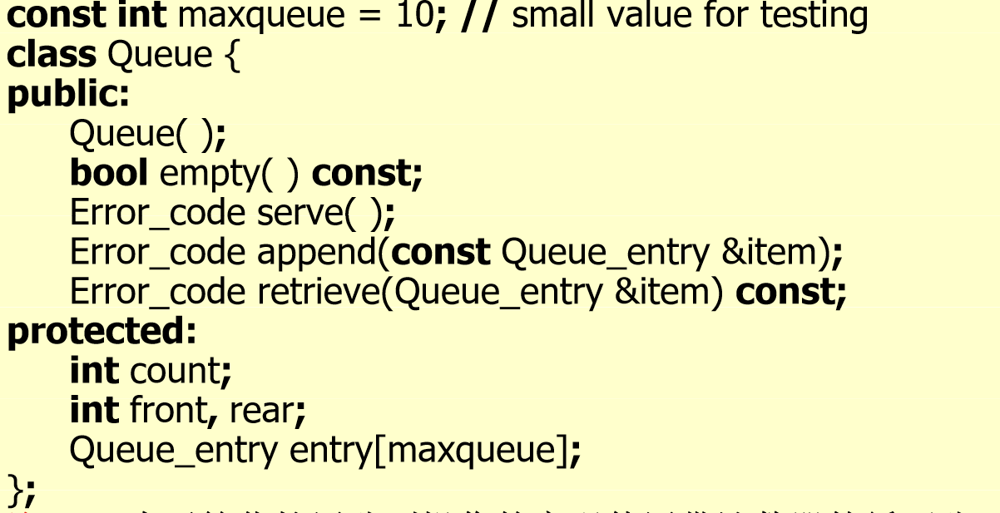 const int maxqueue = 10; // small value for testing
class Queue {
public:
Queue( );
bool empty( ) const;
Error_code serve( );
Error_code append(const Queue_entry &item);
Error_code retrieve(Queue_entry &item) const;
protected:
int count;
int front, rear;
Queue_entry entry[maxqueue];
};